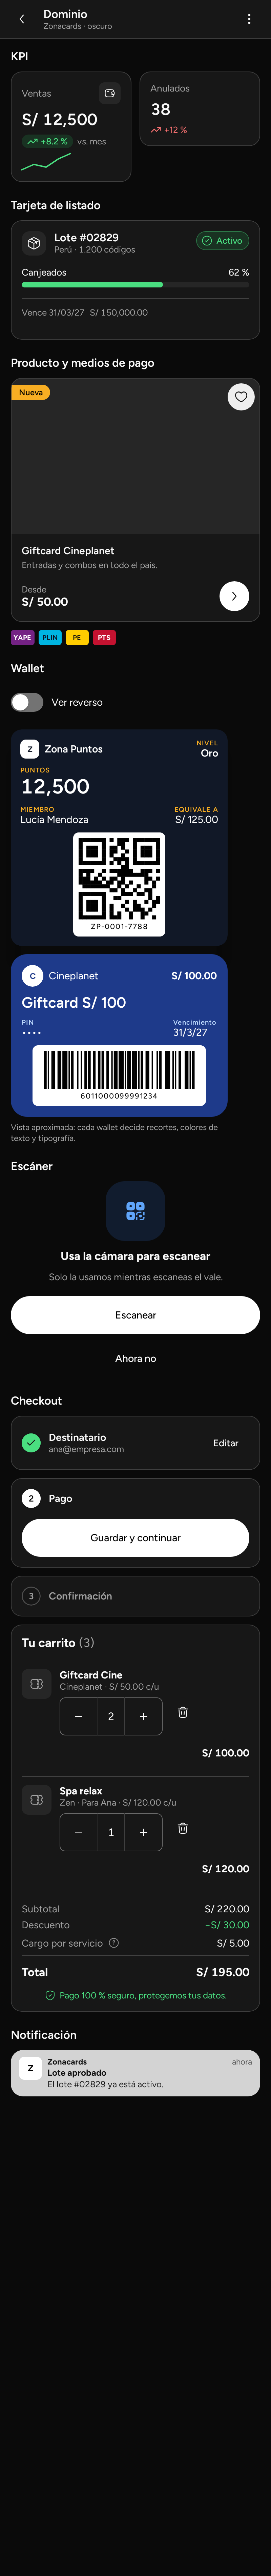 Dominio
Zonacards · oscuro
KPI
Ventas
S/ 12,500
+8.2 % vs. mes
Anulados
38
+12 %
Tarjeta de listado
Lote #02829
Perú · 1.200 códigos
Activo
Canjeados 62 %
Vence 31/03/27 S/ 150,000.00
Producto y medios de pago
Nueva
Giftcard Cineplanet
Entradas y combos en todo el país.
Desde
S/ 50.00
YAPE PLIN PE PTS
Wallet
Ver reverso
Z Zona Puntos
NIVEL
Oro
PUNTOS
12,500
MIEMBRO
Lucía Mendoza
EQUIVALE A
S/ 125.00
ZP-0001-7788
C Cineplanet S/ 100.00
Giftcard S/ 100
PIN
••••
Vencimiento
31/3/27
6011000099991234
Vista aproximada: cada wallet decide recortes, colores de
texto y tipografía.
Escáner
Usa la cámara para escanear
Solo la usamos mientras escaneas el vale.
Escanear
Ahora no
Checkout
Destinatario
ana@empresa.com
Editar
2 Pago
Guardar y continuar
3 Confirmación
Tu carrito (3)
Giftcard Cine
Cineplanet · S/ 50.00 c/u
− 2 +
S/ 100.00
Spa relax
Zen · Para Ana · S/ 120.00 c/u
− 1 +
S/ 120.00
Subtotal S/ 220.00
Descuento −S/ 30.00
Cargo por servicio ? S/ 5.00
Total S/ 195.00
Pago 100 % seguro, protegemos tus datos.
Notificación
Z
Zonacards ahora
Lote aprobado
El lote #02829 ya está activo.